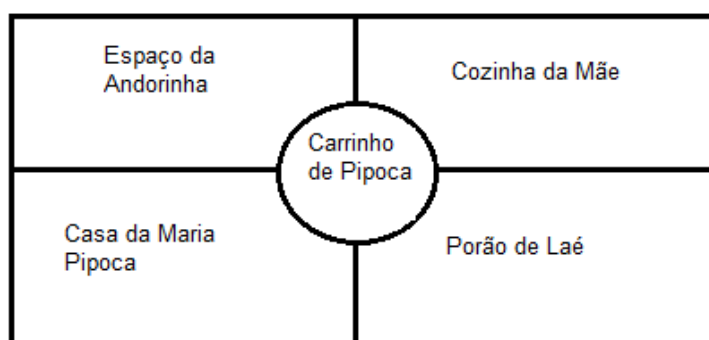 Espaço da
Andorinha
Cozinha da Mãe
Carrinho
de Pipoca
Casa da Maria
Pipoca
Porão de Laé